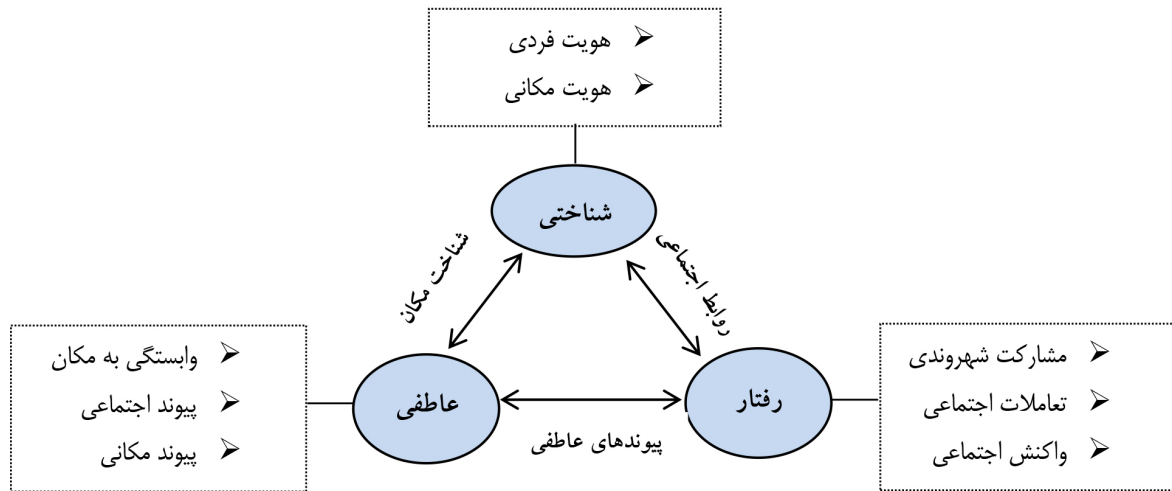 هویت فردی
هویت مکانی
شناختی
شناخت مکان
روابط اجتماعی
مشارکت شهروندی
تعاملات اجتماعی
واکنش اجتماعی
رفتار
پیوندهای عاطفی
عاطفی
وابستگی به مکان
پیوند اجتماعی
پیوند مکانی